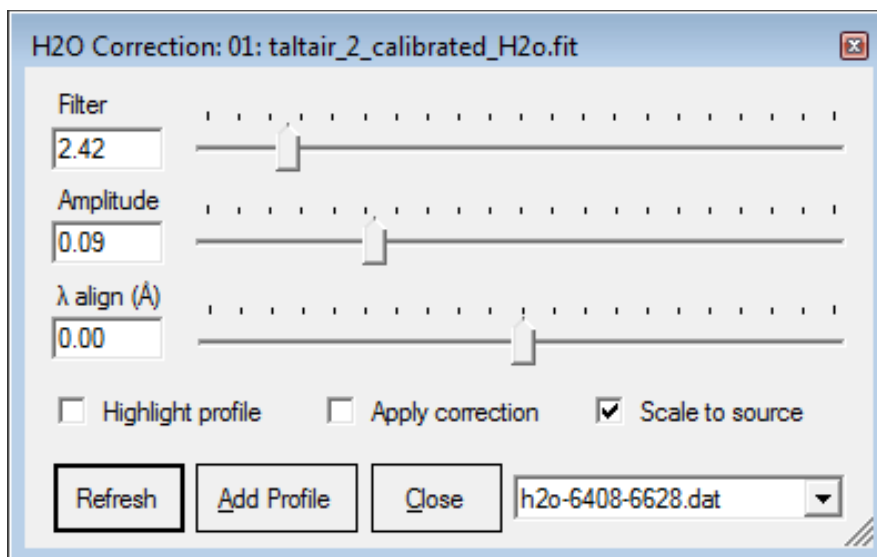 H2O Correction: 01: taltair_2_calibrated_H2o.fit
Filter
2.42
Amplitude
0.09
λ align (Å)
0.00
Highlight profile Apply correction Scale to source
Refresh Add Profile Close h2o-6408-6628.dat